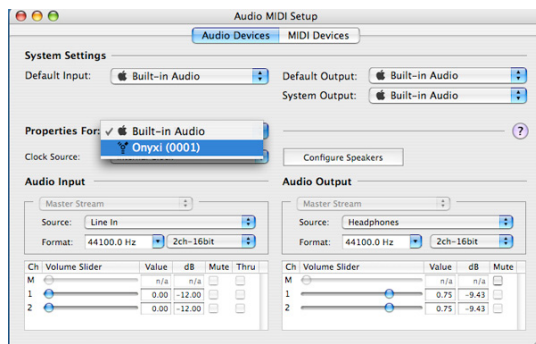 Audio MIDI Setup
Audio Devices MIDI Devices
System Settings
Default Input: Built-in Audio Default Output: Built-in Audio
System Output: Built-in Audio
Properties For: ✓ Built-in Audio ?
Onyxi (0001)
Clock Source: Configure Speakers
Audio Input Audio Output
Master Stream Master Stream
Source: Line In Source: Headphones
Format: 44100.0 Hz 2ch-16bit Format: 44100.0 Hz 2ch-16bit
Ch Volume Slider Value dB Mute Thru Ch Volume Slider Value dB Mute
M n/a n/a M n/a n/a
1 0.00 -12.00 1 0.75 -9.43
2 0.00 -12.00 2 0.75 -9.43